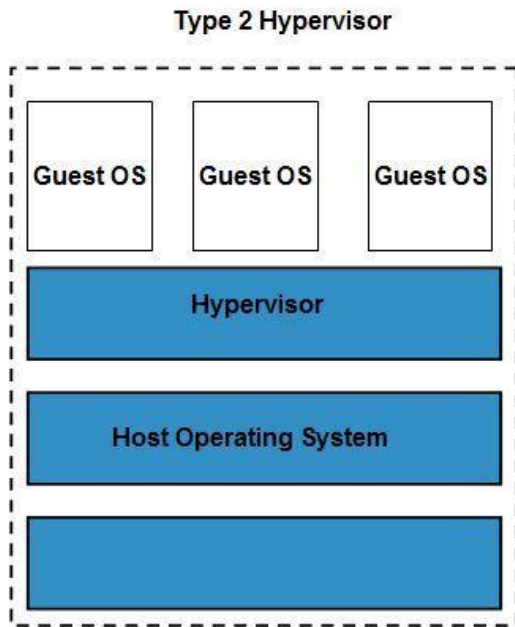 Type 2 Hypervisor
Guest OS Guest OS Guest OS
Hypervisor
Host Operating System